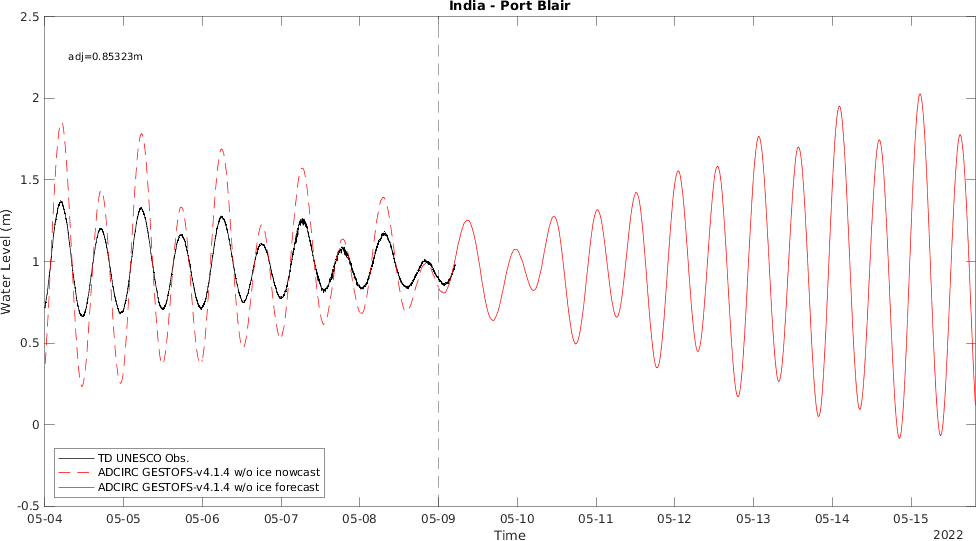 India - Port Blair
adj=0.85323m
2.5
2
1.5
1
0.5
0
-0.5
Water Level (m)
TD UNESCO Obs.
ADCIRC GESTOFS-v4.1.4 w/o ice nowcast
ADCIRC GESTOFS-v4.1.4 w/o ice forecast
05-04 05-05 05-06 05-07 05-08 05-09 05-10 05-11 05-12 05-13 05-14 05-15
Time
2022